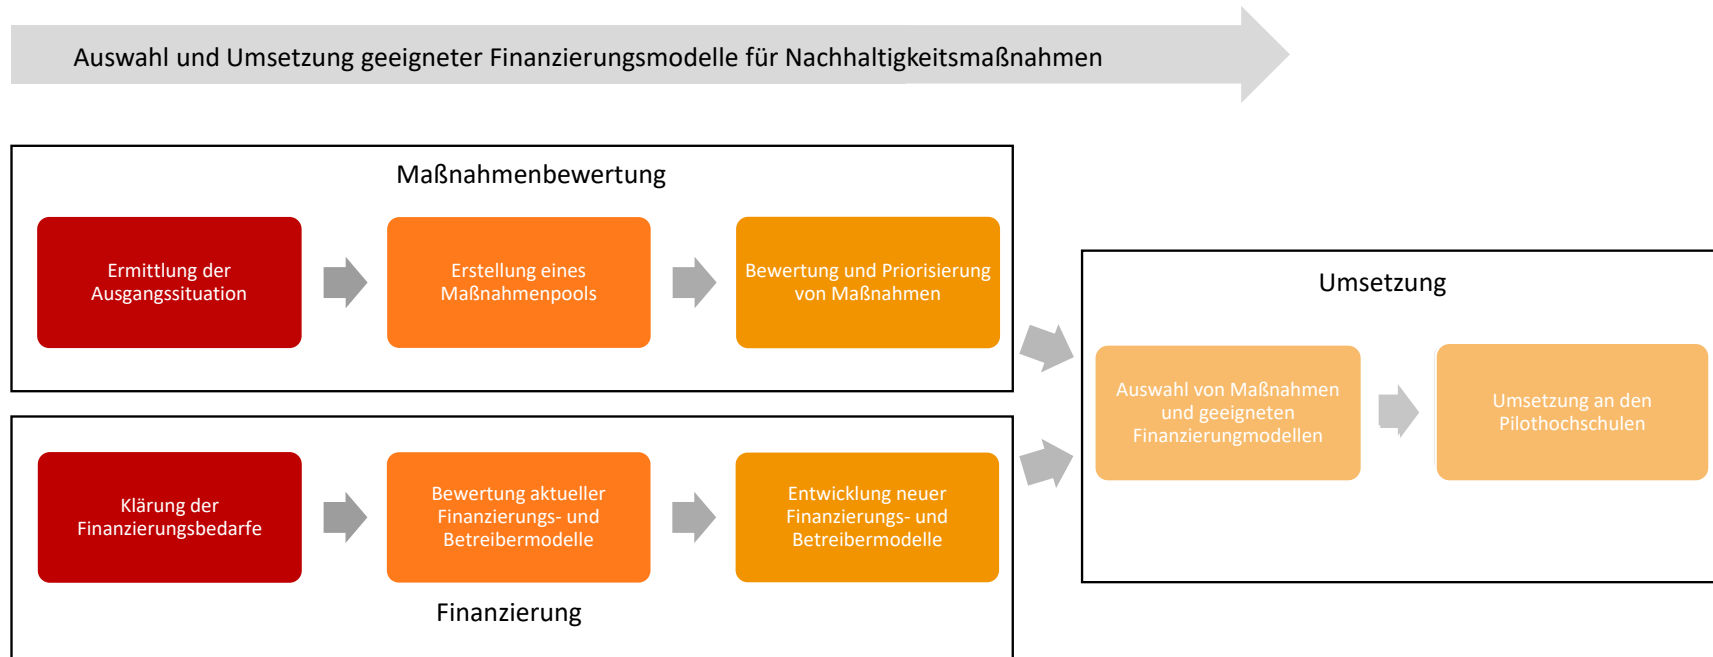 Auswahl und Umsetzung geeigneter Finanzierungsmodelle für Nachhaltigkeitsmaßnahmen
Maßnahmenbewertung
Ermittlung der
Ausgangssituation
Erstellung eines
Maßnahmenpools
Bewertung und Priorisierung
von Maßnahmen
Klärung der
Finanzierungsbedarfe
Bewertung aktueller
Finanzierungs- und
Betreibermodelle
Entwicklung neuer
Finanzierungs- und
Betreibermodelle
Finanzierung
Umsetzung
Auswahl von Maßnahmen
und geeigneten
Finanzierungmodellen
Umsetzung an den
Pilothochschulen